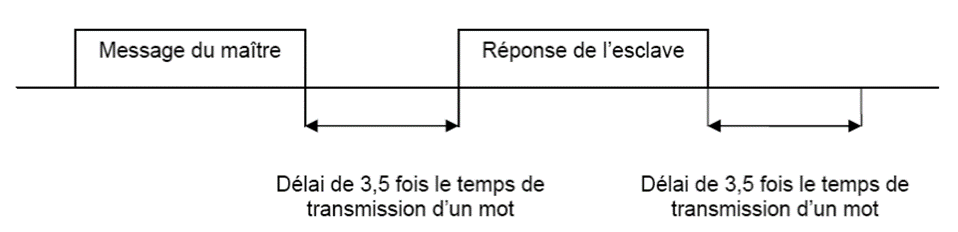 Message du maître
Réponse de l'esclave
Délai de 3,5 fois le temps de
transmission d'un mot
Délai de 3,5 fois le temps de
transmission d'un mot